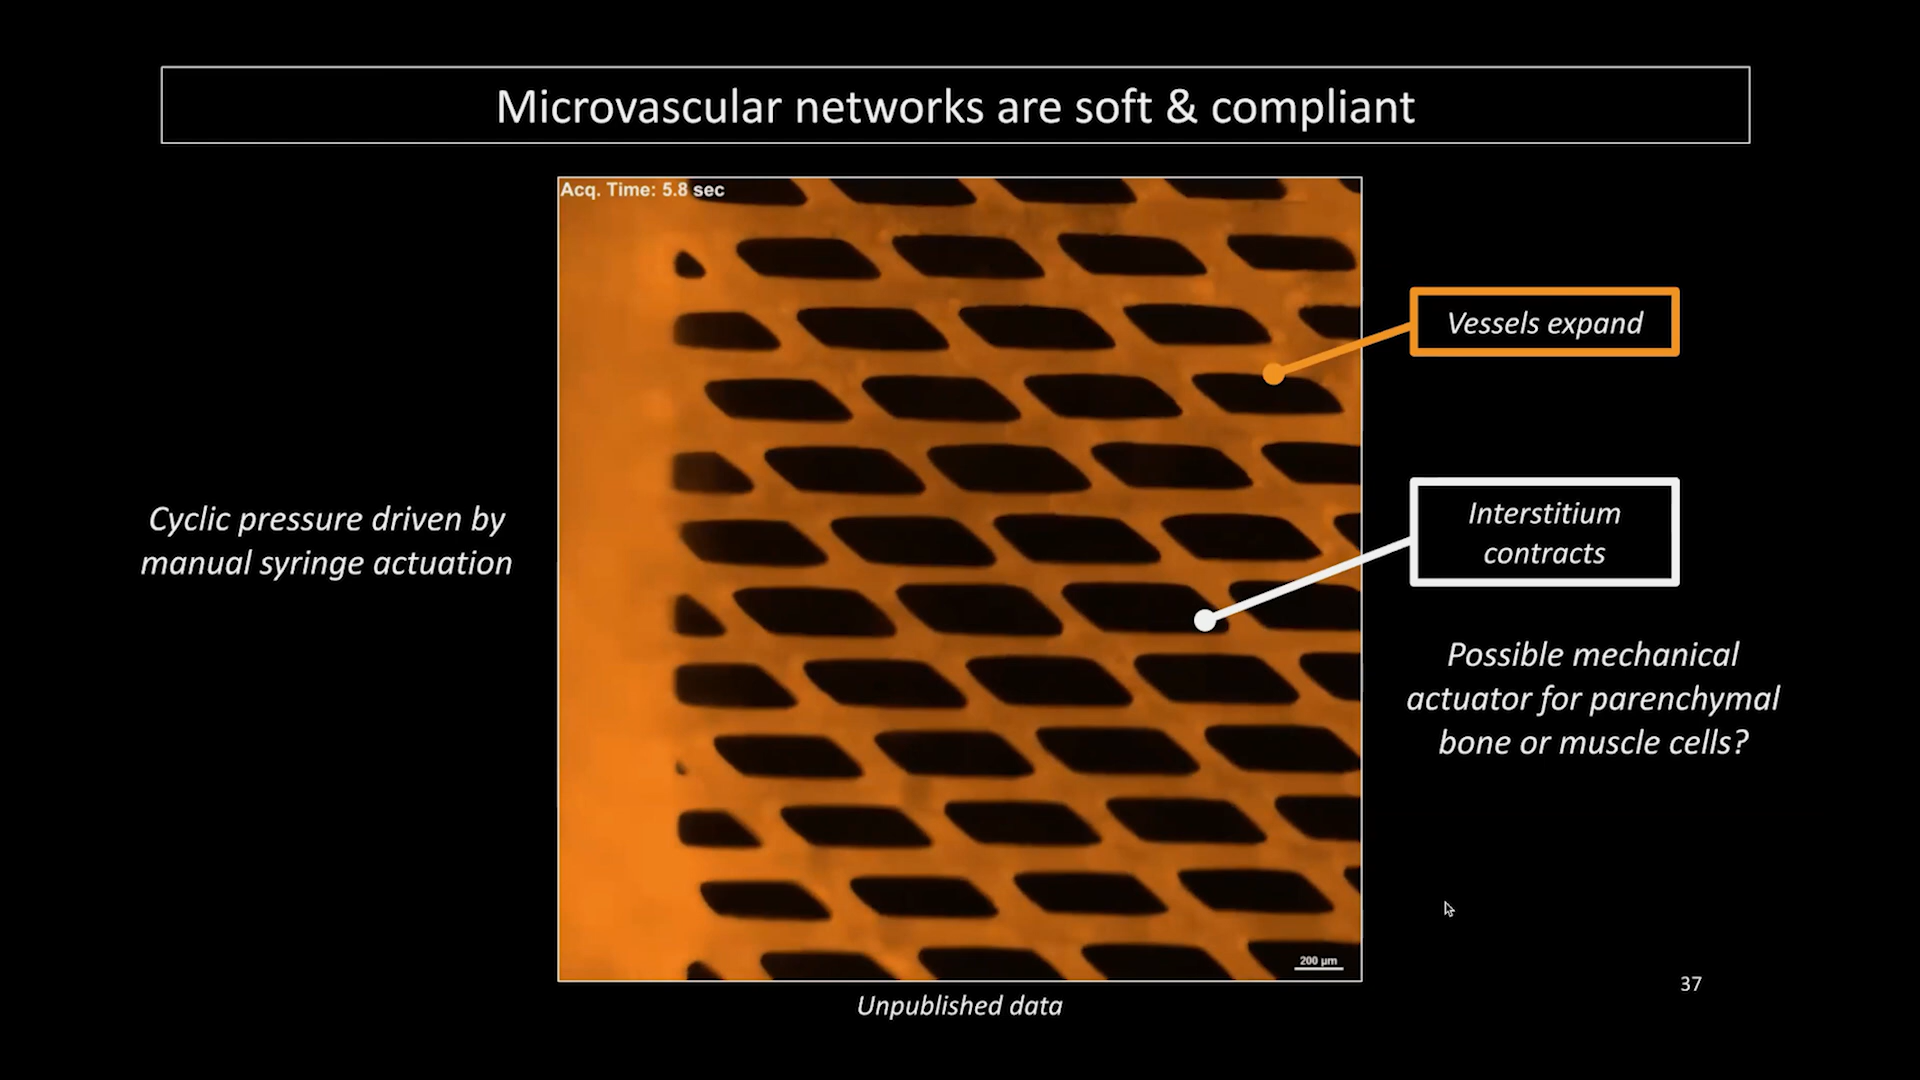 Microvascular networks are soft & compliant
Acq. Time: 5.8 sec
Vessels expand
Cyclic pressure driven by
manual syringe actuation
Interstitium
contracts
Possible mechanical
actuator for parenchymal
bone or muscle cells?
200 µm
Unpublished data
37